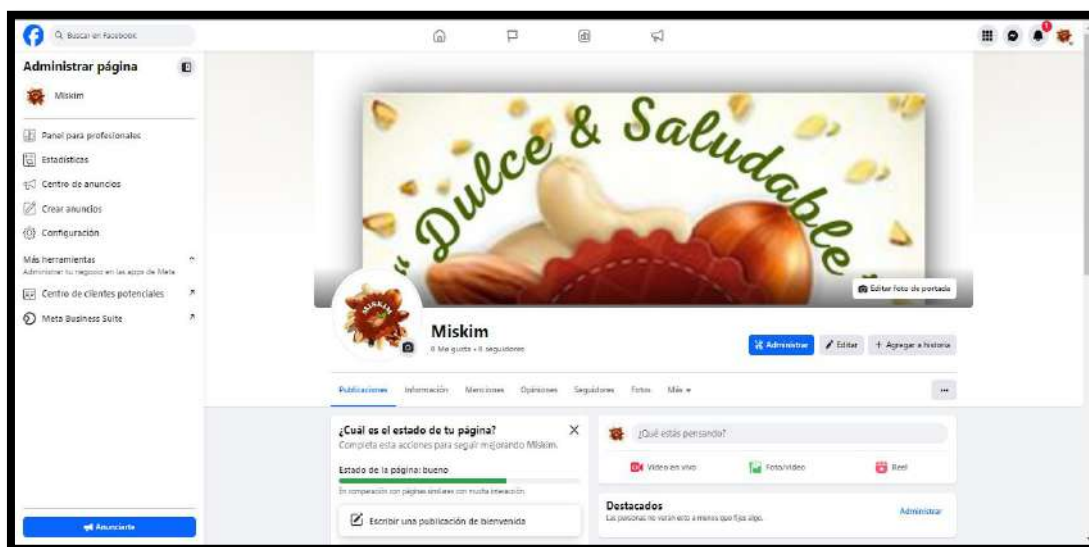 Buscar en Facebook
1
Administrar página
Miskim
Panel para profesionales
Estadísticas
Centro de anuncios
Crear anuncios
Configuración
Más herramientas
Administrar tu negocio en las apps de Meta
Centro de clientes potenciales
Meta Business Suite
Anunciarte
“Dulce & Saludable”
Editar foto de portada
MISKIM
Miskim
0 Me gusta • 0 seguidores
Administrar
Editar
+ Agregar a historia
Publicaciones
Información
Menciones
Opiniones
Seguidores
Fotos
Más
¿Cuál es el estado de tu página?
Completa esta acciones para seguir mejorando Miskim.
Estado de la página: bueno
En comparación con páginas similares con mucha interacción.
Escribir una publicación de bienvenida
¿Qué estás pensando?
Video en vivo
Foto/video
Reel
Destacados
Las personas no verán esto a menos que fijes algo.
Administrar